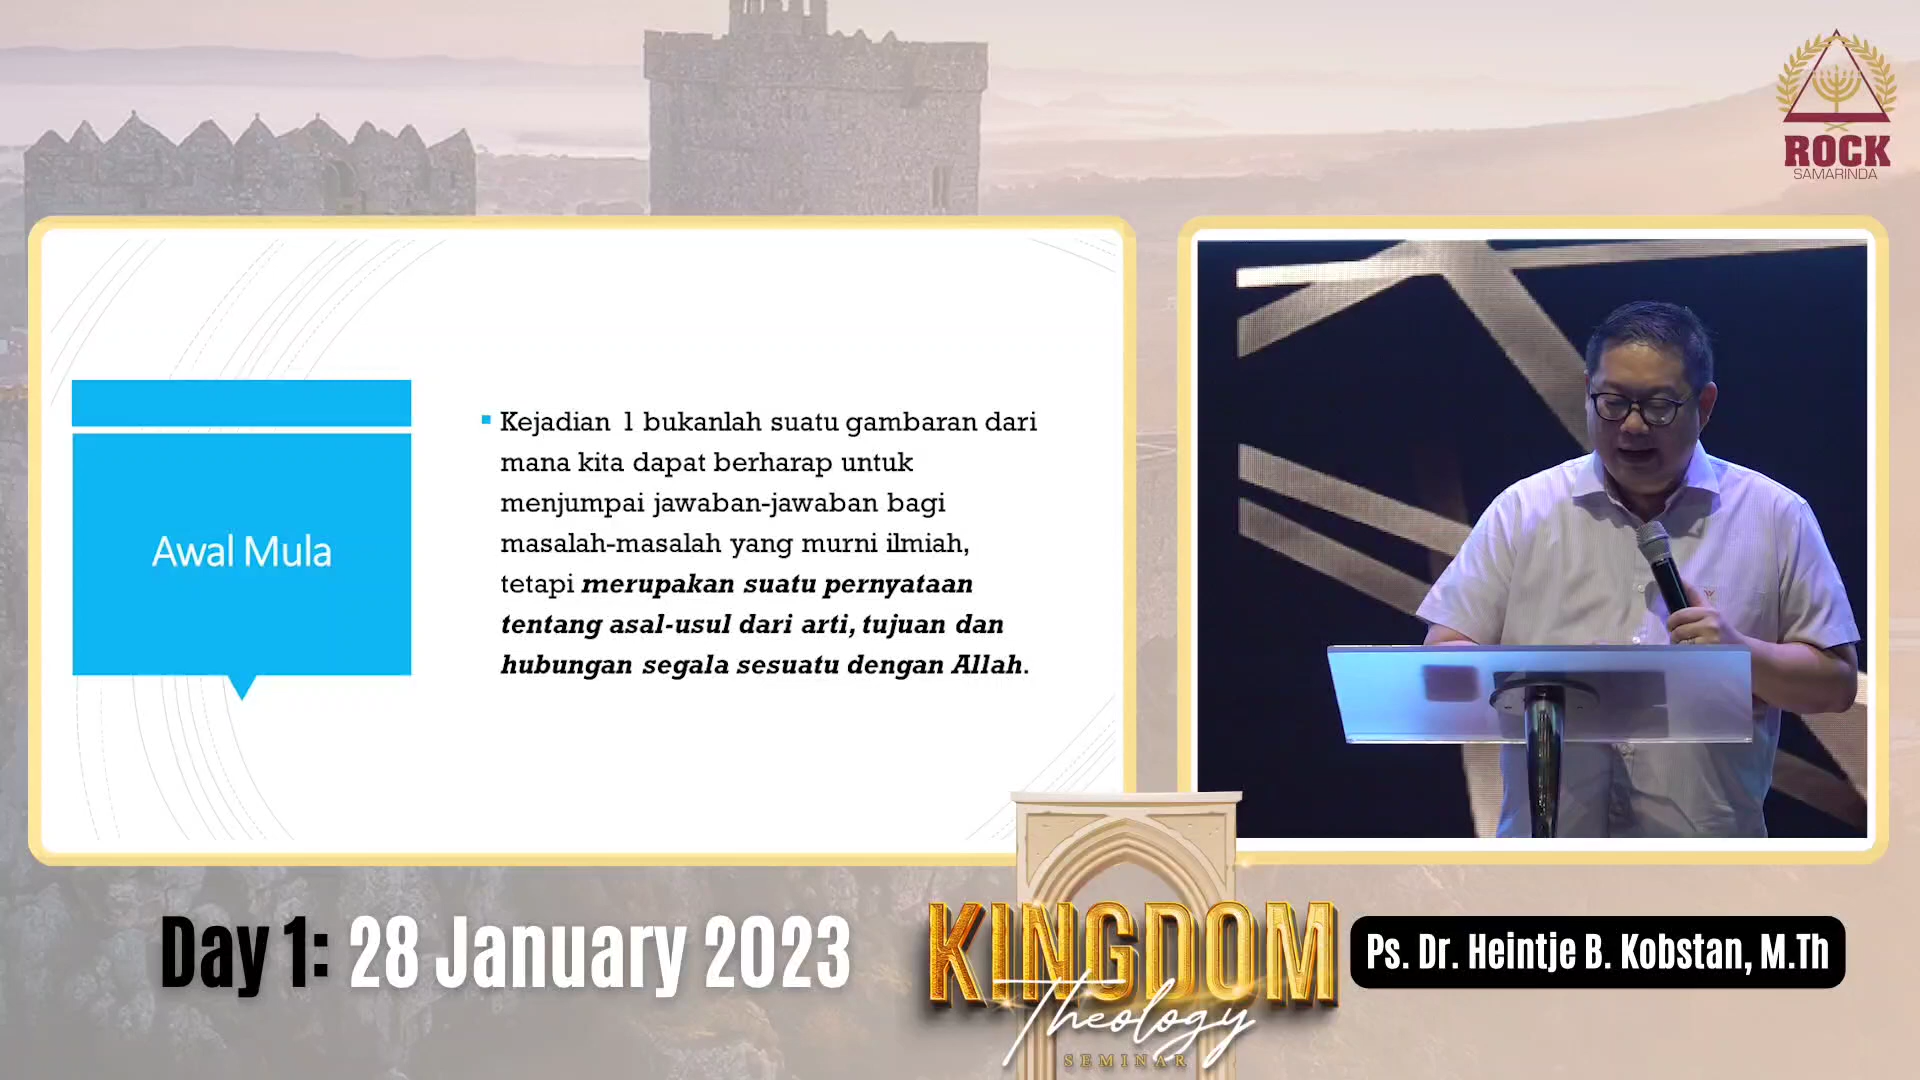 ROCK
SAMARINDA
Awal Mula
Kejadian 1 bukanlah suatu gambaran dari
mana kita dapat berharap untuk
menjumpai jawaban-jawaban bagi
masalah-masalah yang murni ilmiah,
tetapi merupakan suatu pernyataan
tentang asal-usul dari arti, tujuan dan
hubungan segala sesuatu dengan Allah.
Day 1: 28 January 2023
KINGDOM
Theology
SEMINAR
Ps. Dr. Heintje B. Kobstan, M.Th